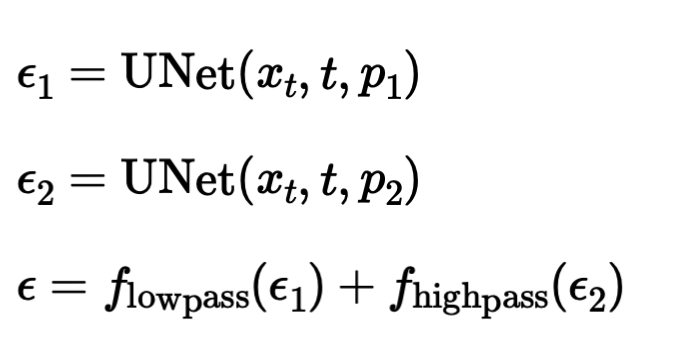 ϵ₁ = UNet(xₜ, t, p₁)
ϵ₂ = UNet(xₜ, t, p₂)
ϵ = f_lowpass(ϵ₁) + f_highpass(ϵ₂)